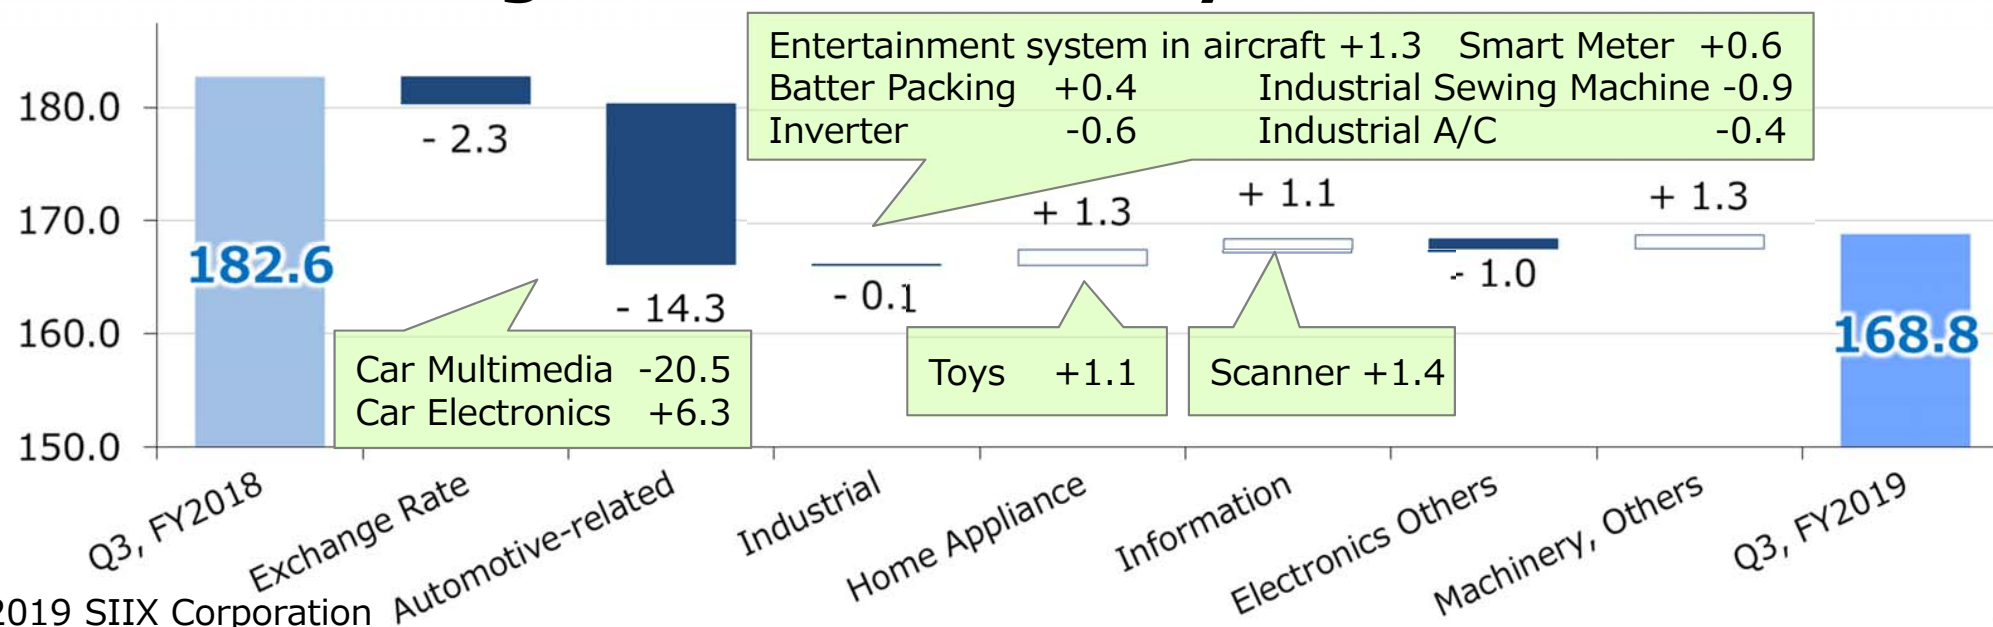 Entertainment system in aircraft +1.3 Smart Meter +0.6
Batter Packing +0.4 Industrial Sewing Machine -0.9
Inverter -0.6 Industrial A/C -0.4
180.0
170.0
160.0
150.0
182.6
- 2.3
- 14.3
- 0.1
+ 1.3
+ 1.1
- 1.0
+ 1.3
168.8
Car Multimedia -20.5
Car Electronics +6.3
Toys +1.1
Scanner +1.4
Q3, FY2018
Exchange Rate
Automotive-related
Industrial
Home Appliance
Information
Electronics Others
Machinery, Others
Q3, FY2019
2019 SIIX Corporation